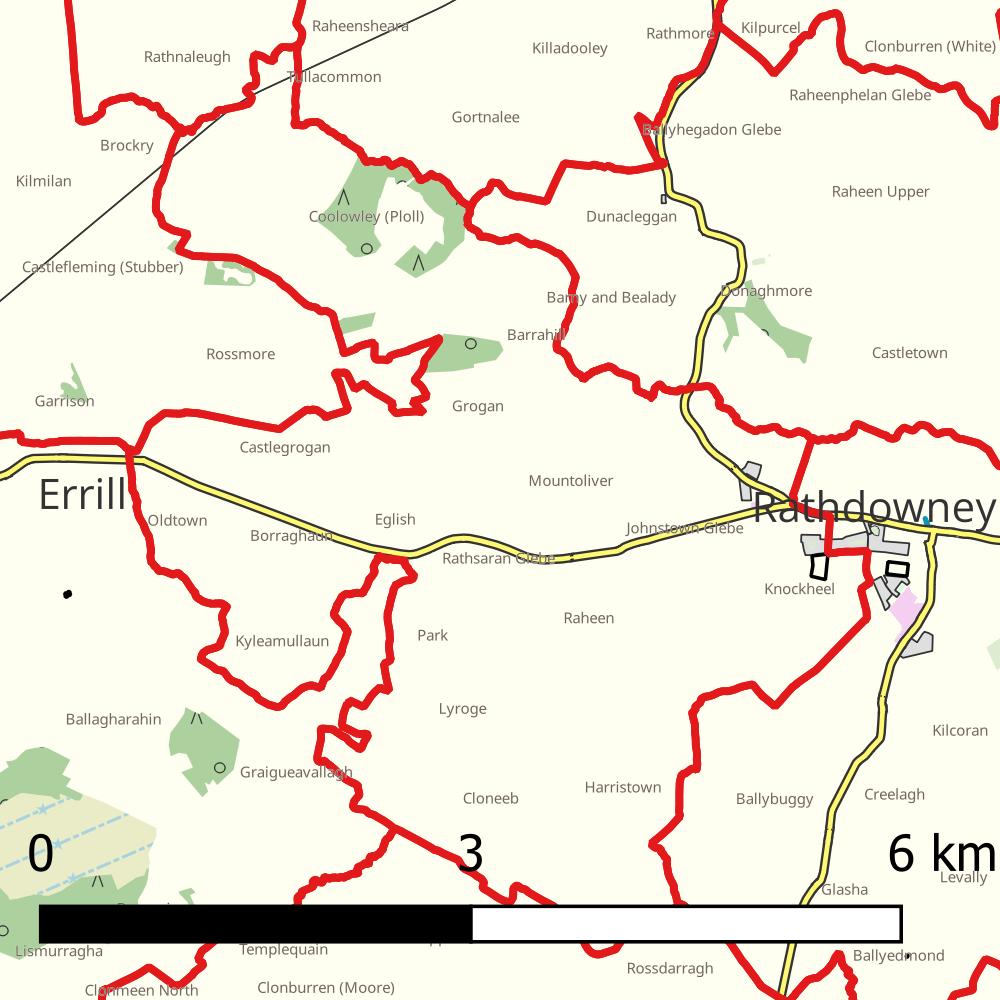 Raheensheara
Kilpurcel
Rathmore
Killadooley
Clonburren (White)
Rathnaleugh
Tullacommon
Raheenphelan Glebe
Gortnalee
Ballyhegadon Glebe
Brockry
Kilmilan
Raheen Upper
Coolowley (Ploll)
Dunacleggan
Castlefleming (Stubber)
Donaghmore
Barny and Bealady
Barrahill
Rossmore
Castletown
Garrison
Grogan
Castlegrogan
Mountoliver
Errill
Rathdowney
Oldtown
Eglish
Johnstown Glebe
Borraghaun
Rathsaran Glebe
Knockheel
Raheen
Park
Kyleamullaun
Lyroge
Ballagharahin
Kilcoran
Graigueavallagh
Harristown
Creelagh
Cloneeb
Ballybuggy
0 3 6 km
Levally
Glasha
Templequain
Lismurragha
Ballyedmond
Rossdarragh
Clonmeen North
Clonburren (Moore)